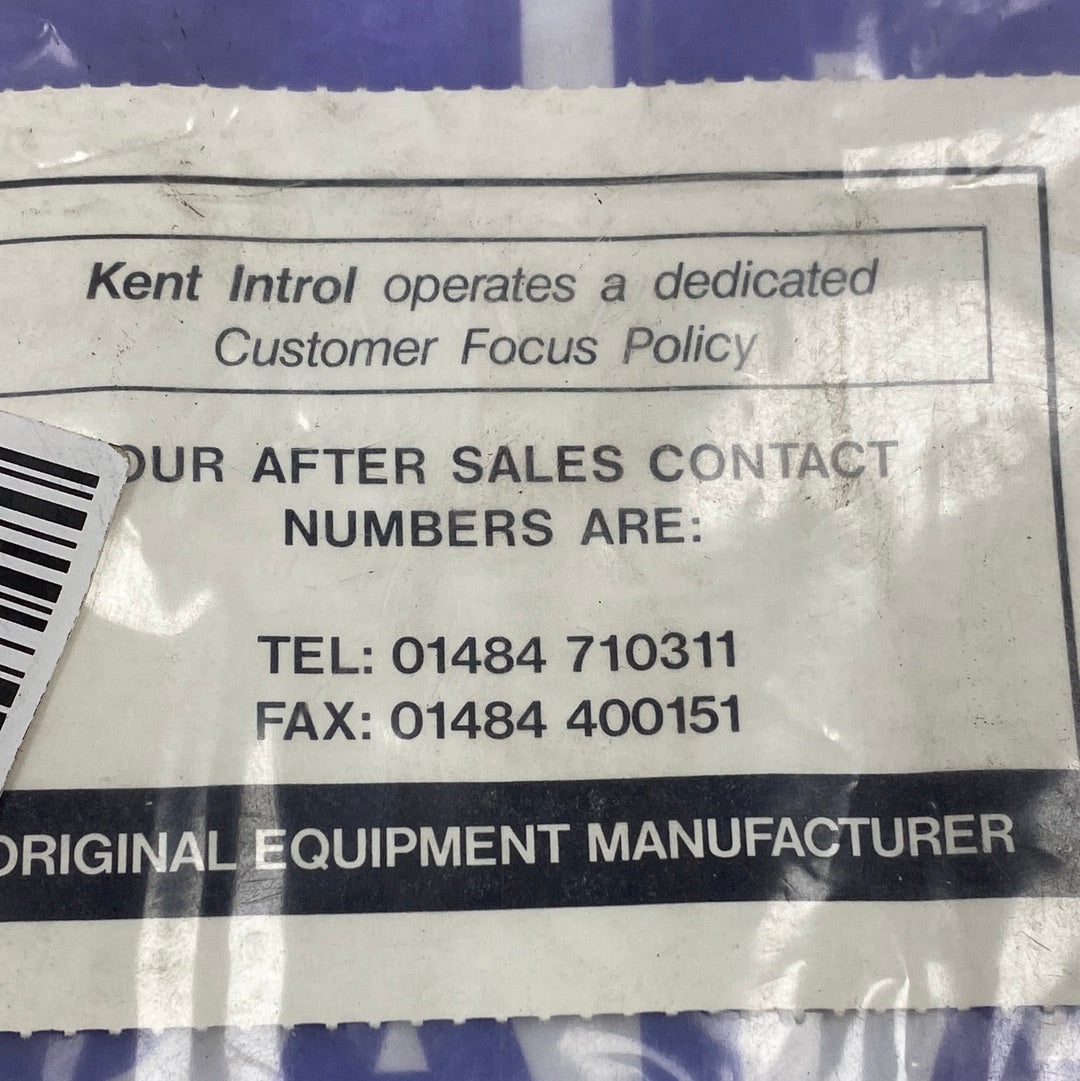 Kent Introl operates a dedicated
Customer Focus Policy
OUR AFTER SALES CONTACT
NUMBERS ARE:
TEL: 01484 710311
FAX: 01484 400151
ORIGINAL EQUIPMENT MANUFACTURER